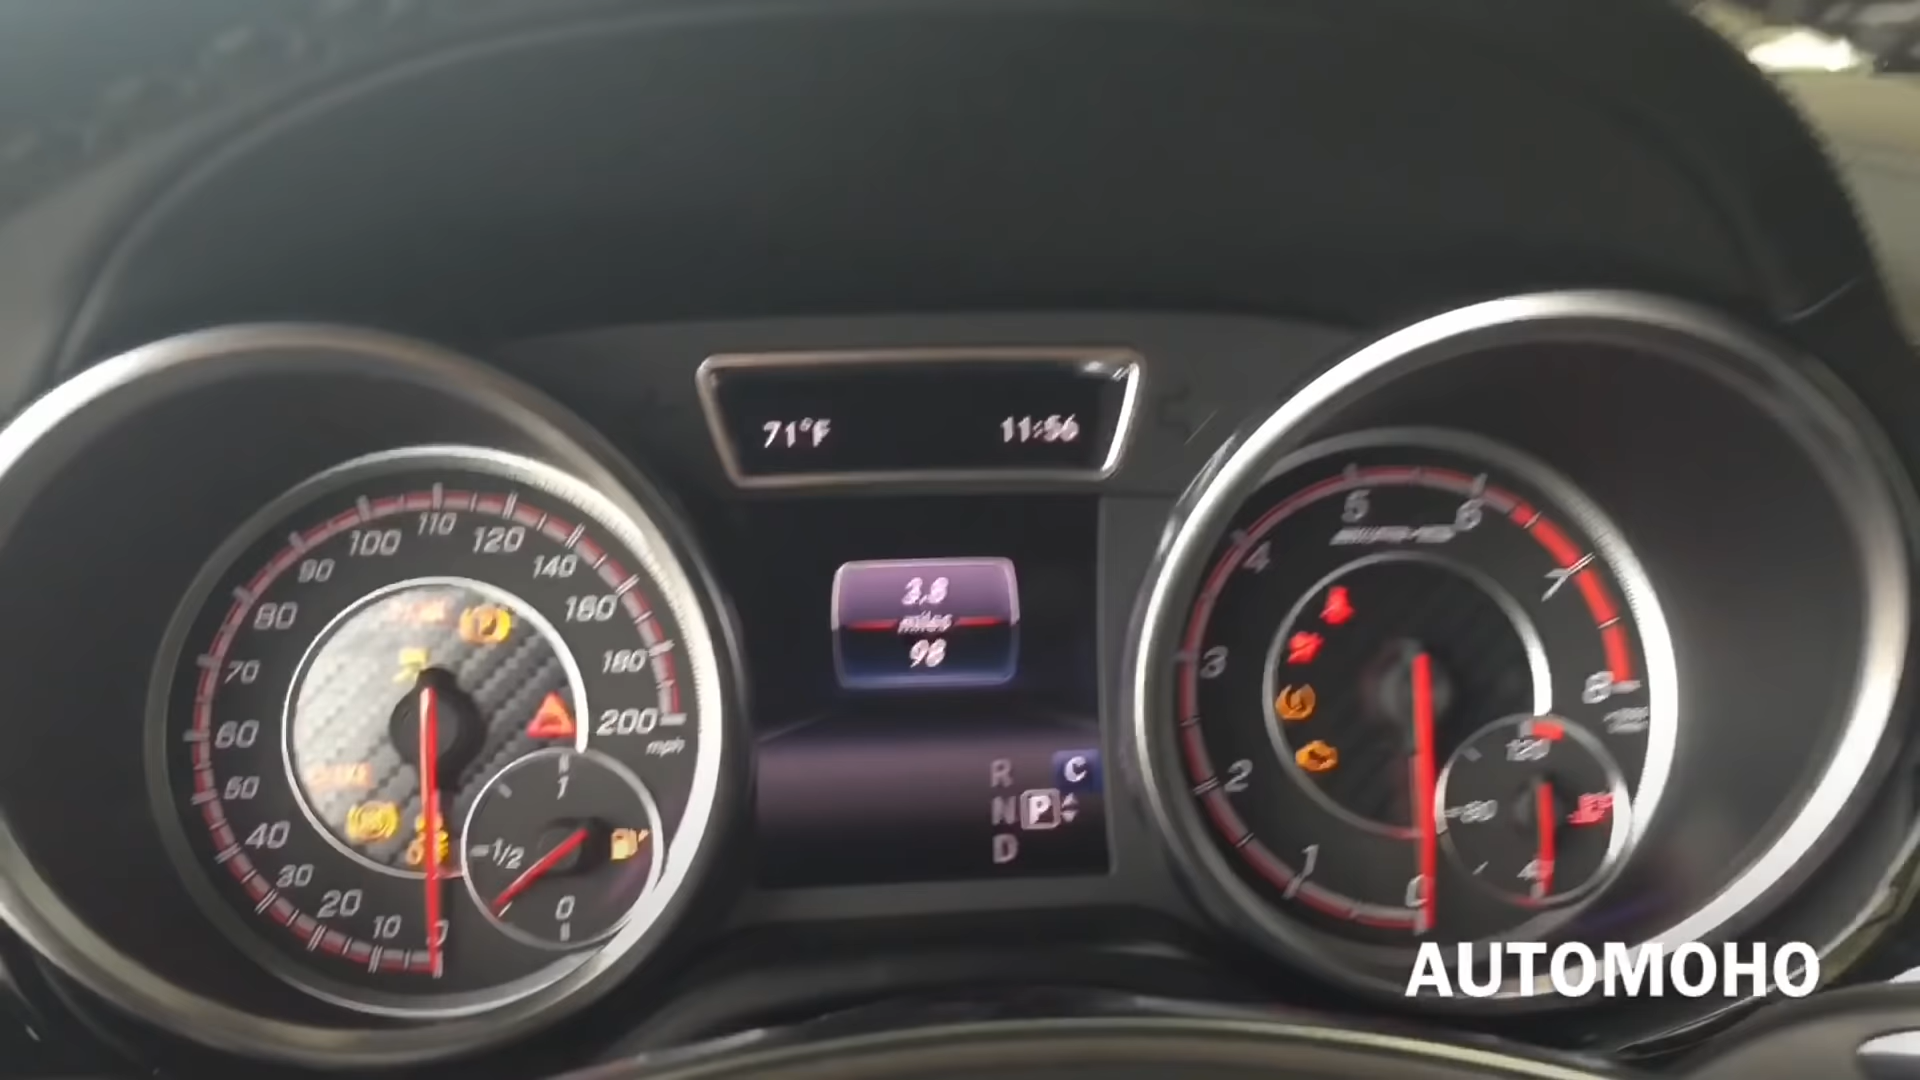 71°F 11:56
3.8
miles
98
R C
N P
D
0 10 20 30 40 50 60 70 80 90 100 110 120 140 160 180 200
mph
1
1/2
0
0 1 2 3 4 5 6 7 8
120
80
40
AUTOMOHO